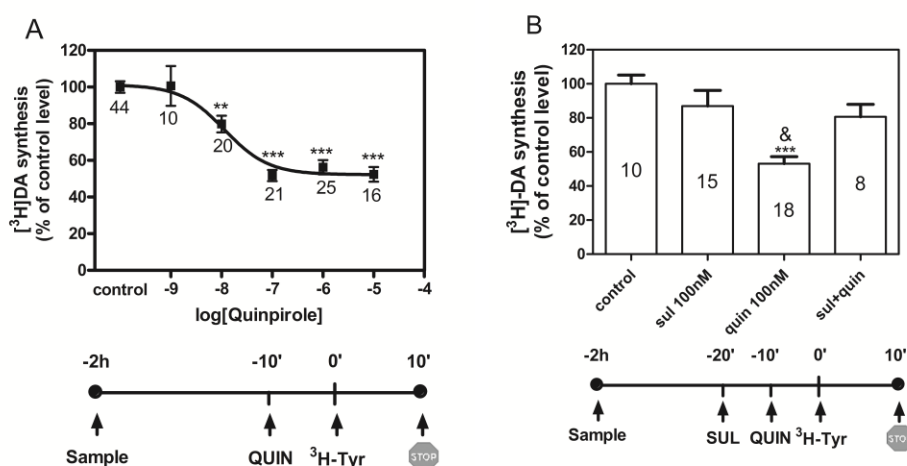 A
[³H]DA synthesis
(% of control level)
120
100
80
60
40
20
0
44
10
**
20
***
21
***
25
***
16
control
-9
-8
-7
-6
-5
-4
log[Quinpirole]
-2h
-10'
0'
10'
Sample
QUIN
³H-Tyr
STOP
B
[³H]-DA synthesis
(% of control level)
120
100
80
60
40
20
0
10
15
&
***
18
8
control
sul 100nM
quin 100nM
sul+quin
-2h
-20'
-10'
0'
10'
Sample
SUL
QUIN
³H-Tyr
STOP